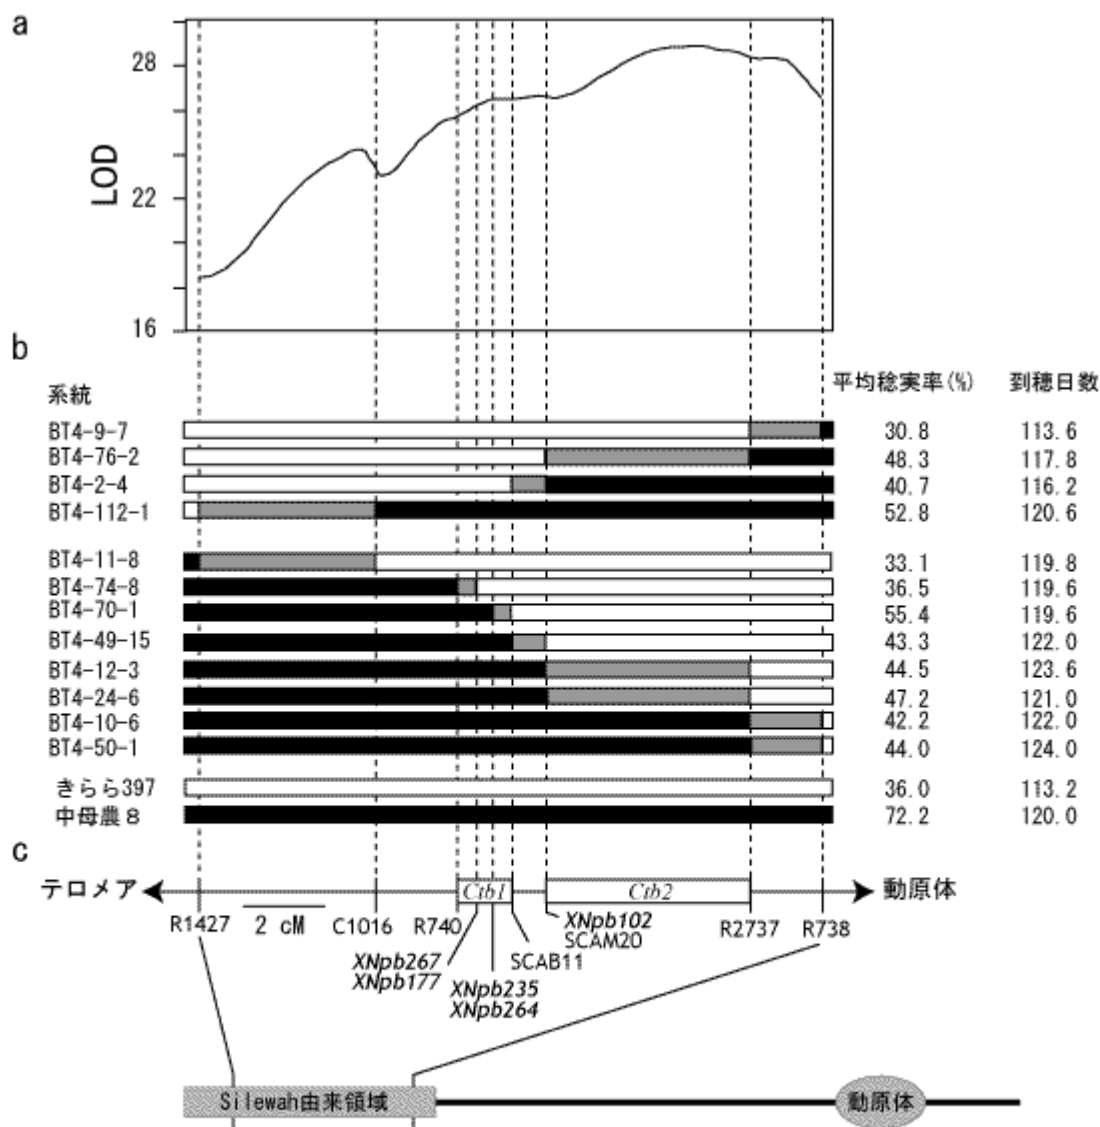 a
28
LOD
22
16
b
系統 平均稔実率(%) 到穂日数
BT4-9-7 30.8 113.6
BT4-76-2 48.3 117.8
BT4-2-4 40.7 116.2
BT4-112-1 52.8 120.6
BT4-11-8 33.1 119.8
BT4-74-8 36.5 119.6
BT4-70-1 55.4 119.6
BT4-49-15 43.3 122.0
BT4-12-3 44.5 123.6
BT4-24-6 47.2 121.0
BT4-10-6 42.2 122.0
BT4-50-1 44.0 124.0
きらら397 36.0 113.2
中母農8 72.2 120.0
c
テロメア Ctb1 Ctb2 動原体
R1427 2 cM C1016 R740 XNpb102 R2737 R738
SCAM20
XNpb267 SCAB11
XNpb177
XNpb235
XNpb264
Silewah由来領域 動原体